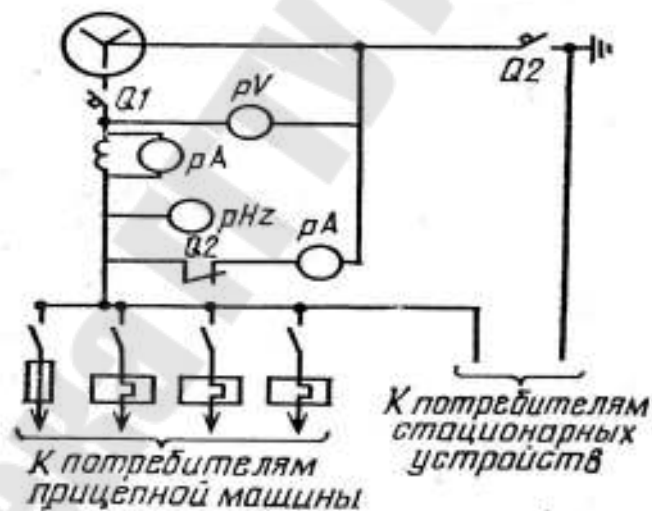 Q1
pV
Q2
pA
pHz
Q2
pA
К потребителям
стационарных
устройств
К потребителям
прицепной машины